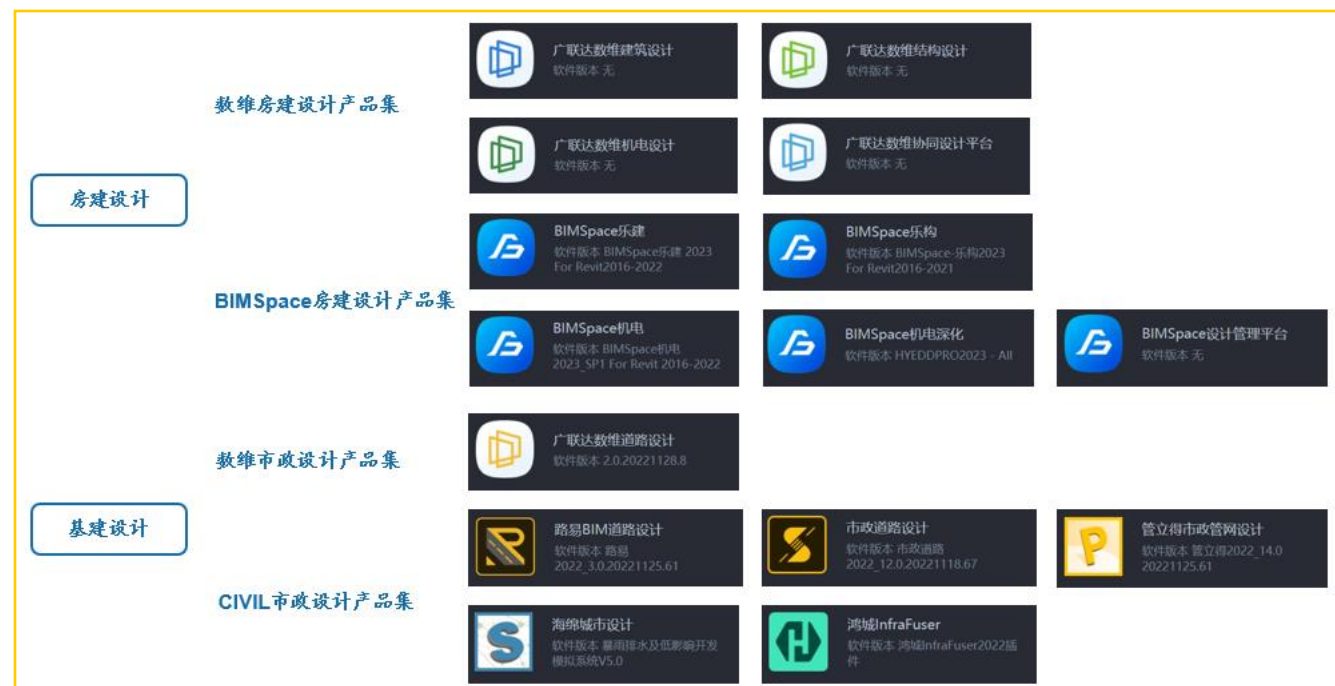 房建设计
数维房建设计产品集
广联达数维建筑设计
软件版本 无
广联达数维结构设计
软件版本 无
广联达数维机电设计
软件版本 无
广联达数维协同设计平台
软件版本 无
BIMSpace房建设计产品集
BIMSpace乐建
软件版本 BIMSpace乐建 2023
For Revit2016-2022
BIMSpace乐构
软件版本 BIMSpace-乐构2023
For Revit2016-2021
BIMSpace机电
软件版本 BIMSpace机电
2023_SP1 For Revit 2016-2022
BIMSpace机电深化
软件版本 HYEDDPRO2023 - All
BIMSpace设计管理平台
软件版本 无
基建设计
数维市政设计产品集
广联达数维道路设计
软件版本 2.0.20221128.8
CIVIL市政设计产品集
路易BIM道路设计
软件版本 路易
2022_3.0.20221125.61
市政道路设计
软件版本 市政道路
2022_12.0.20221118.67
管立得市政管网设计
软件版本 管立得2022_14.0
20221125.61
海绵城市设计
软件版本 暴雨排水及低影响开发
模拟系统V5.0
鸿城InfraFuser
软件版本 鸿城InfraFuser2022插
件